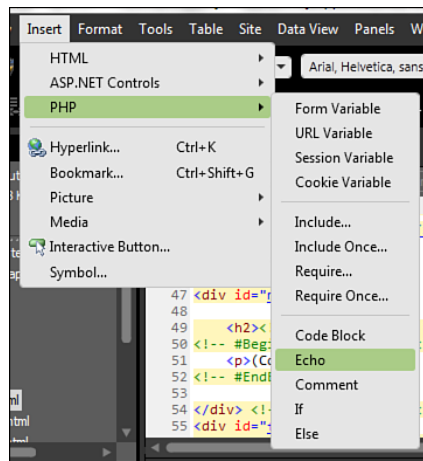 Insert Format Tools Table Site Data View Panels W
HTML
Arial, Helvetica, sans
ASP.NET Controls
PHP
Form Variable
URL Variable
Hyperlink... Ctrl+K
Session Variable
Bookmark... Ctrl+Shift+G
Cookie Variable
Picture
Media
Include...
Interactive Button...
Include Once...
Symbol...
Require...
47 <div id="
Require Once...
48
49 <h2><
50 <!-- #Beg
Code Block
51 <p>(Co
Echo
52 <!-- #End
53
Comment
54 </div> <!-
If
55 <div id="
Else
html